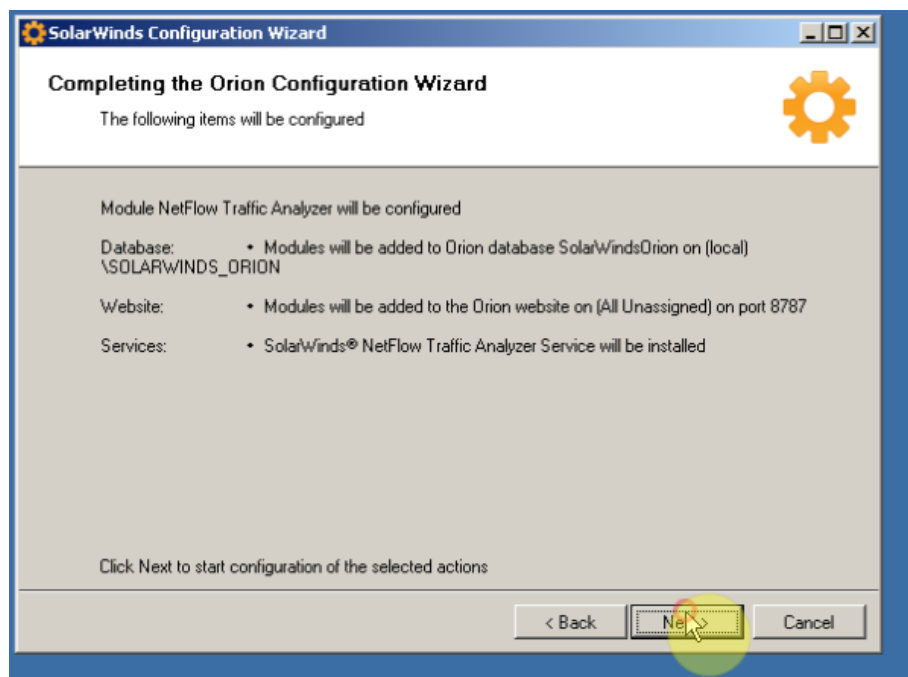 SolarWinds Configuration Wizard
Completing the Orion Configuration Wizard
The following items will be configured
Module NetFlow Traffic Analyzer will be configured
Database: • Modules will be added to Orion database SolarWindsOrion on (local)
\SOLARWINDS_ORION
Website: • Modules will be added to the Orion website on (All Unassigned) on port 8787
Services: • SolarWinds® NetFlow Traffic Analyzer Service will be installed
Click Next to start configuration of the selected actions
< Back Next > Cancel